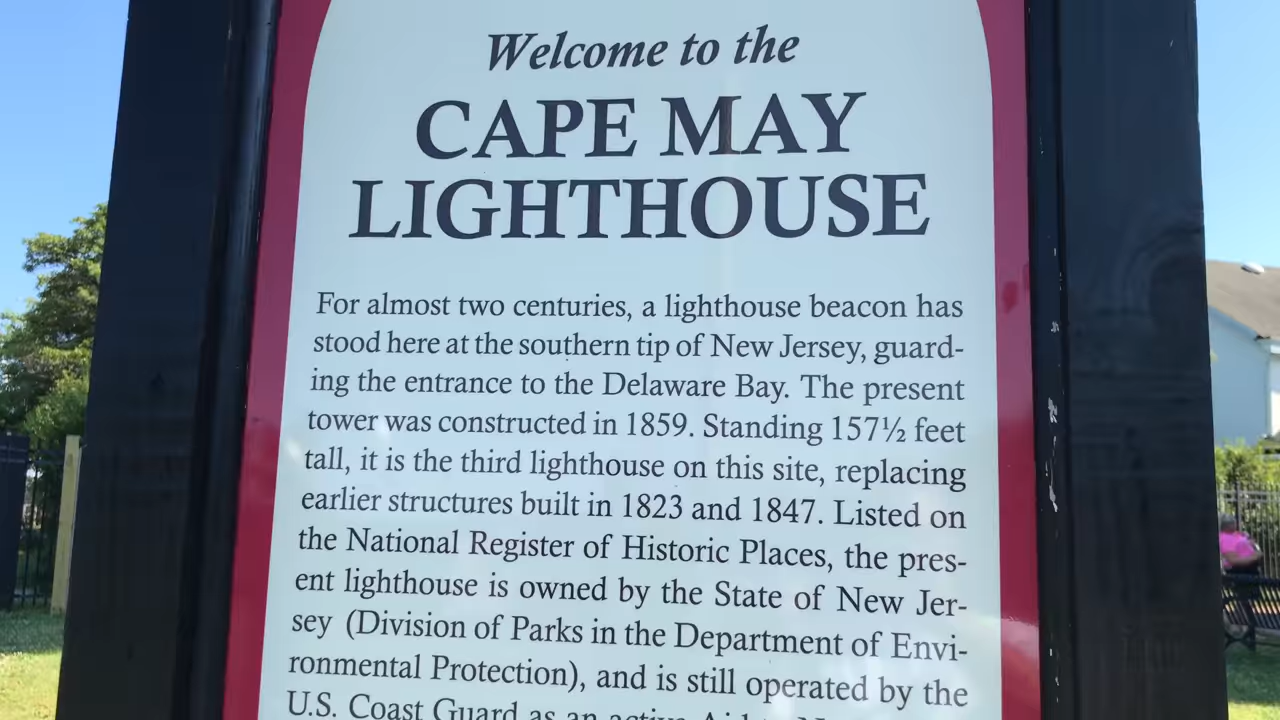 Welcome to the
CAPE MAY
LIGHTHOUSE
For almost two centuries, a lighthouse beacon has
stood here at the southern tip of New Jersey, guard-
ing the entrance to the Delaware Bay. The present
tower was constructed in 1859. Standing 157½ feet
tall, it is the third lighthouse on this site, replacing
earlier structures built in 1823 and 1847. Listed on
the National Register of Historic Places, the pres-
ent lighthouse is owned by the State of New Jer-
sey (Division of Parks in the Department of Envi-
ronmental Protection), and is still operated by the
U.S. Coast Guard as an active Aid